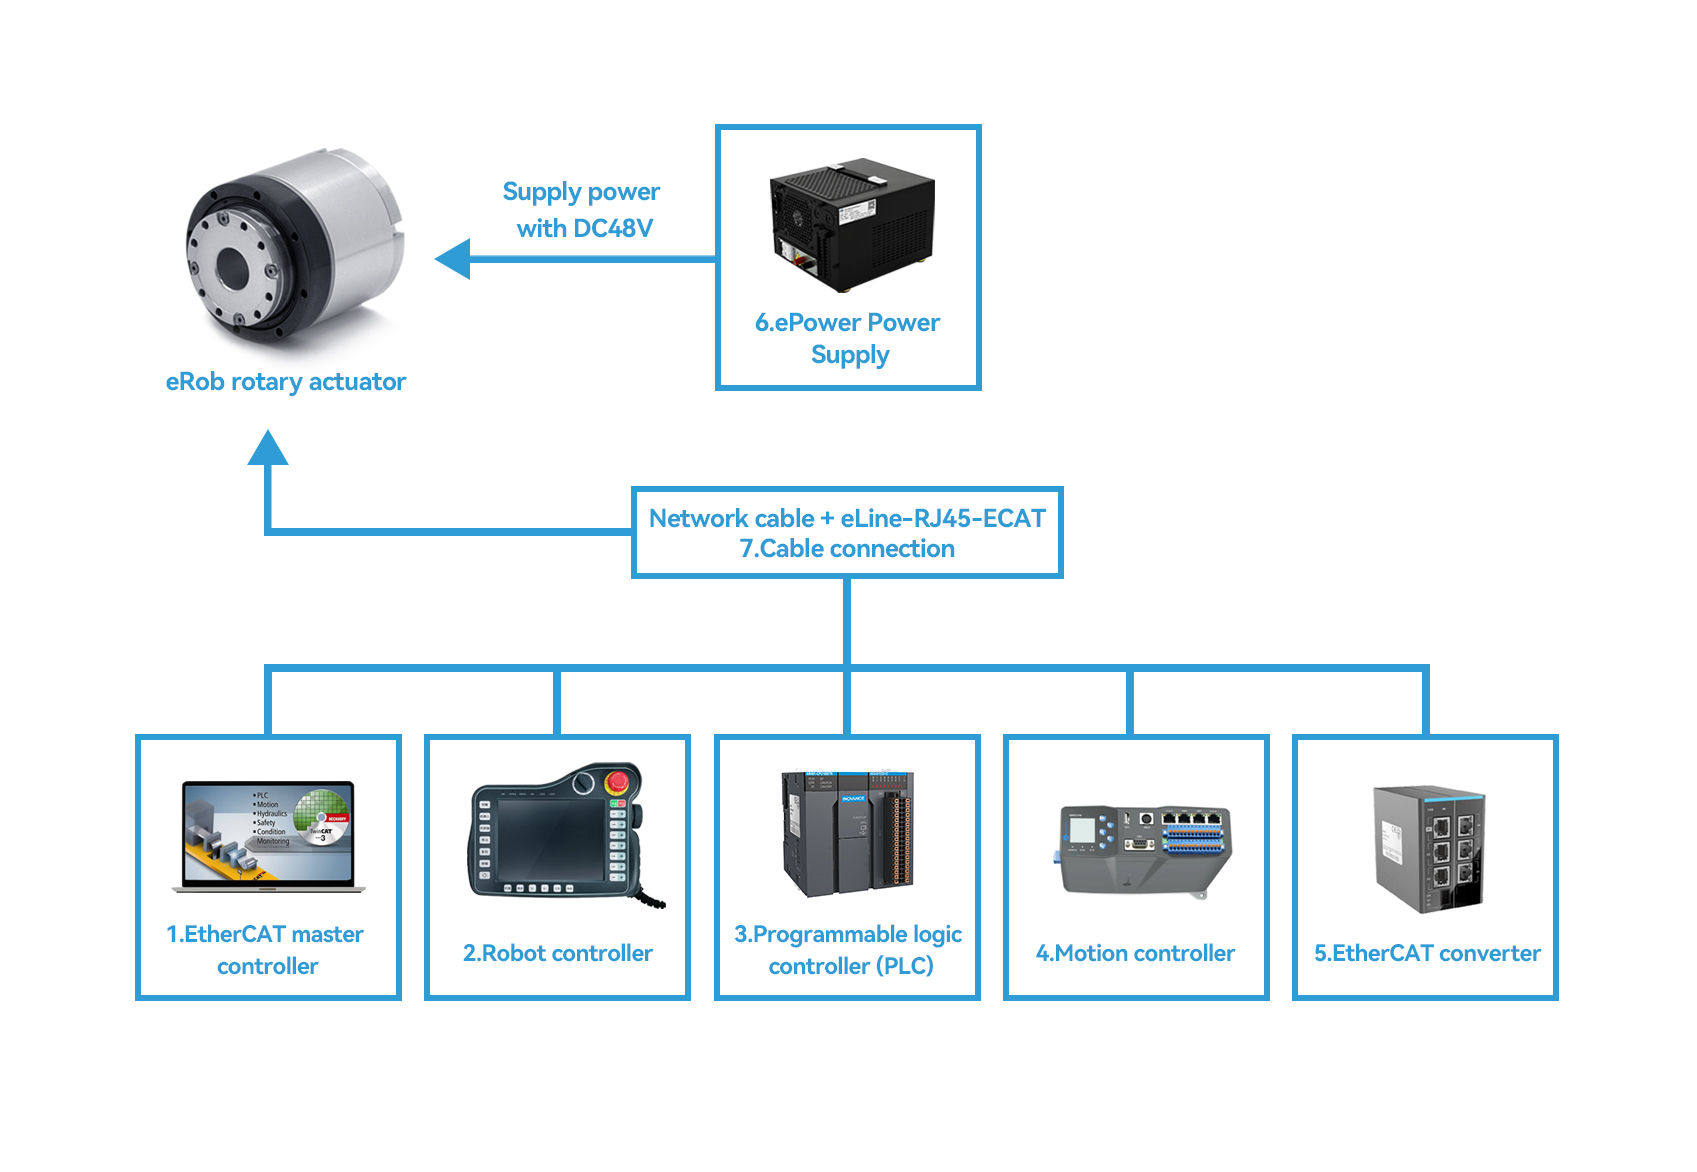 Supply power
with DC48V
6.ePower Power
Supply
eRob rotary actuator
Network cable + eLine-RJ45-ECAT
7.Cable connection
• PLC
• Motion
• Hydraulics
• Safety
• Condition
Monitoring
BECKHOFF
TwinCAT
3
INOVANCE
1.EtherCAT master
controller
2.Robot controller
3.Programmable logic
controller (PLC)
4.Motion controller
5.EtherCAT converter